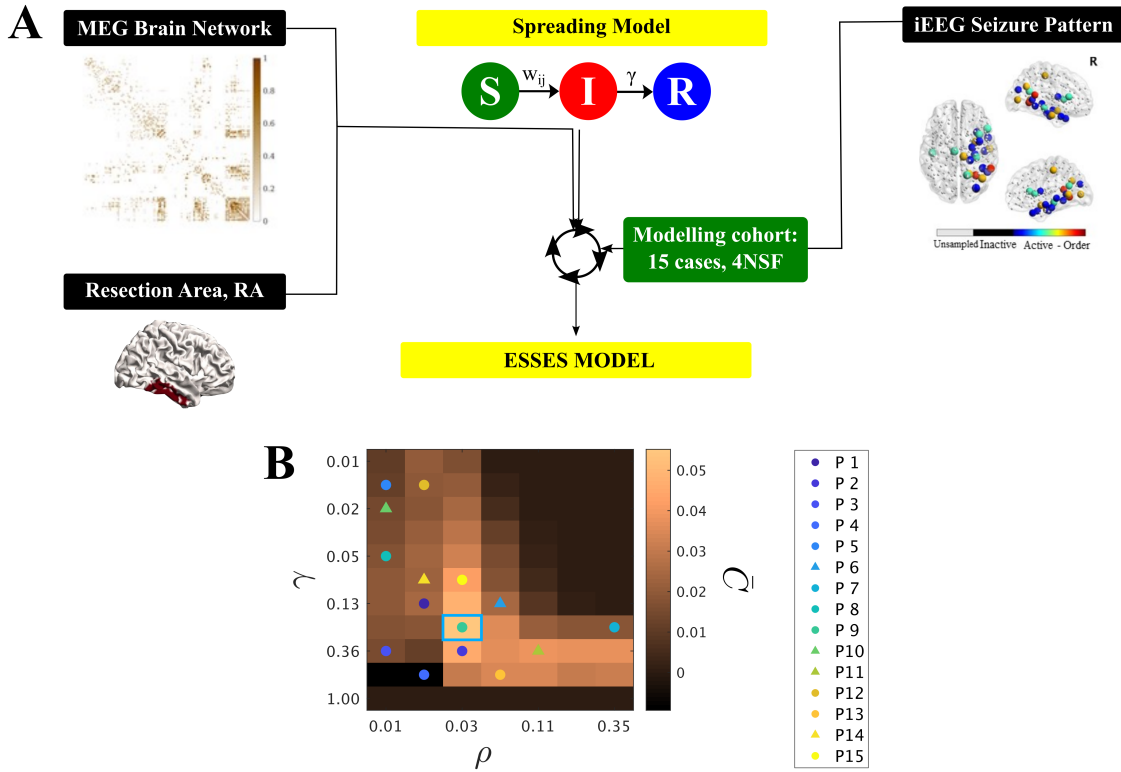 A
MEG Brain Network
Spreading Model
iEEG Seizure Pattern
1
0.8
0.6
0.4
0.2
0
S
wij
I
γ
R
R
Unsampled Inactive Active - Order
Modelling cohort:
15 cases, 4NSF
Resection Area, RA
ESSES MODEL
B
γ
0.01
0.02
0.05
0.13
0.36
1.00
0.01 0.03 0.11 0.35
ρ
0.05
0.04
0.03
0.02
0.01
0
C̄
P 1
P 2
P 3
P 4
P 5
P 6
P 7
P 8
P 9
P10
P11
P12
P13
P14
P15